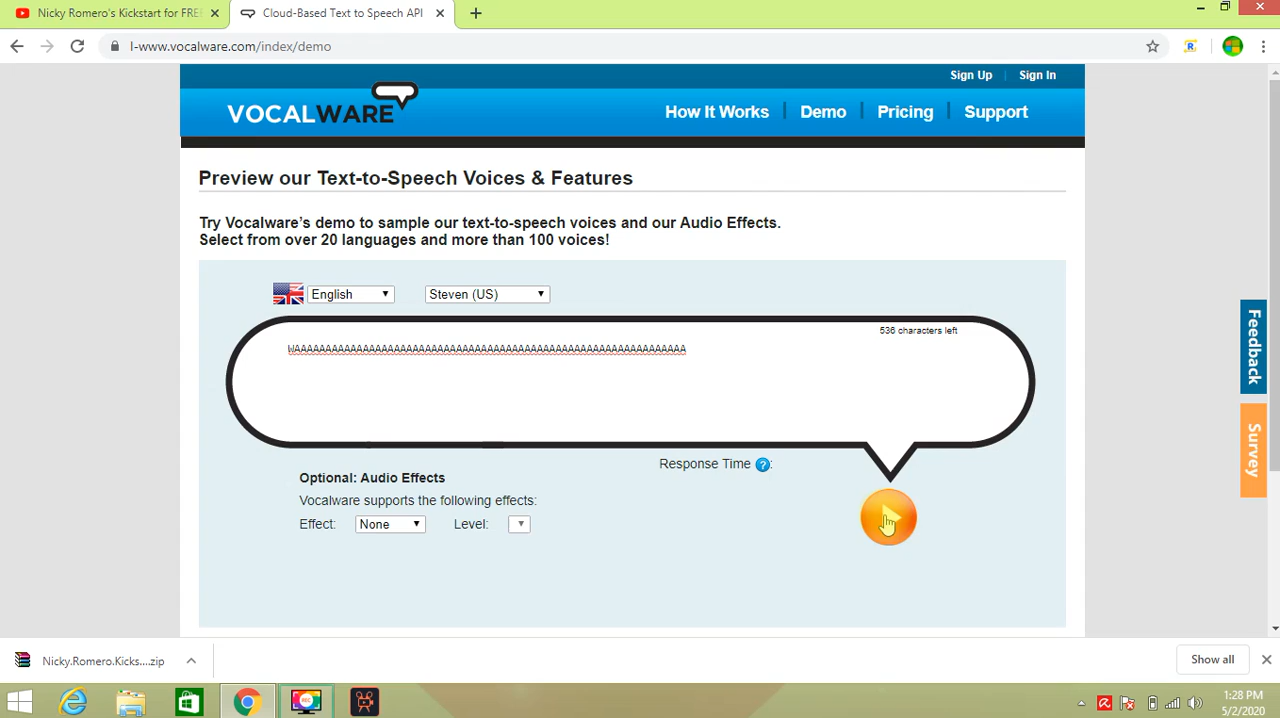 Nicky Romero's Kickstart for FREE
Cloud-Based Text to Speech API
l-www.vocalware.com/index/demo
Sign Up
Sign In
VOCALWARE
How It Works
Demo
Pricing
Support
Preview our Text-to-Speech Voices & Features
Try Vocalware's demo to sample our text-to-speech voices and our Audio Effects.
Select from over 20 languages and more than 100 voices!
English
Steven (US)
536 characters left
WAAAAAAAAAAAAAAAAAAAAAAAAAAAAAAAAAAAAAAAAAAAAAAAAAAAAAAAAAAAAAAA
Response Time ?:
Optional: Audio Effects
Vocalware supports the following effects:
Effect: None Level:
Feedback
Survey
Nicky.Romero.Kicks....zip
Show all
REC
1:28 PM
5/2/2020